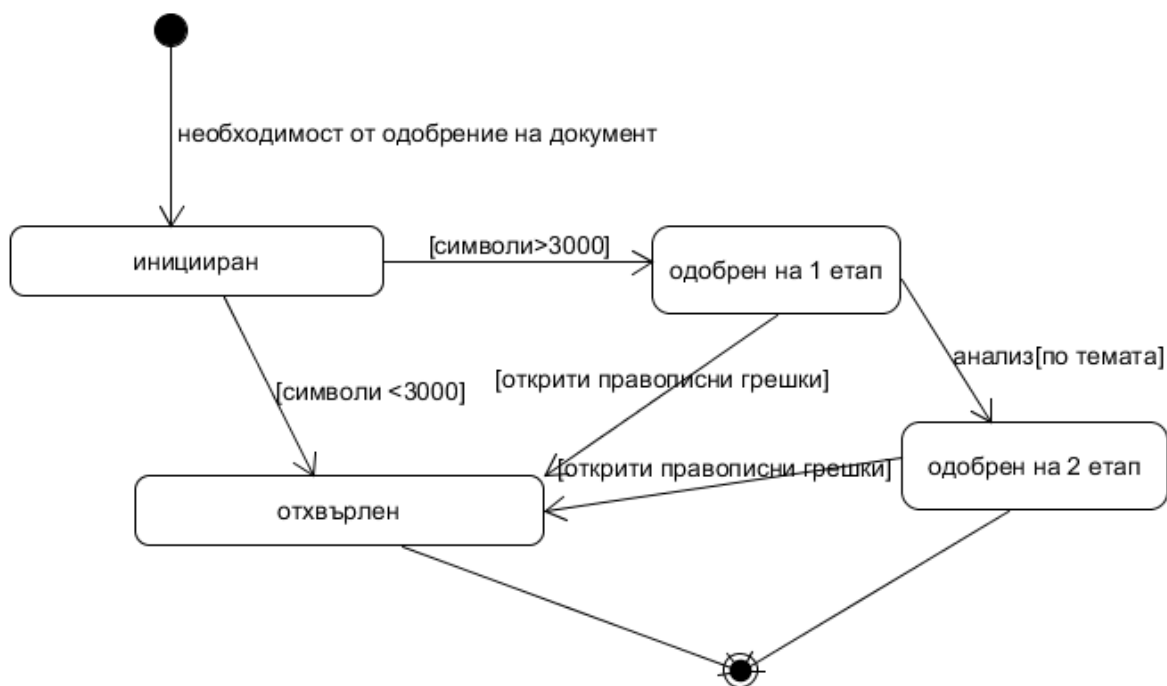 необходимост от одобрение на документ
иницииран
[символи>3000]
одобрен на 1 етап
анализ[по темата]
[открити правописни грешки]
[символи <3000]
[открити правописни грешки]
одобрен на 2 етап
отхвърлен